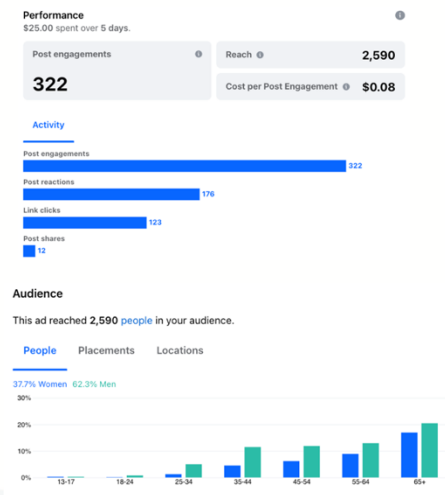 Performance
$25.00 spent over 5 days.
Post engagements
322
Reach 2,590
Cost per Post Engagement $0.08
Activity
Post engagements
322
Post reactions
176
Link clicks
123
Post shares
12
Audience
This ad reached 2,590 people in your audience.
People Placements Locations
37.7% Women 62.3% Men
30%
20%
10%
0%
13-17 18-24 25-34 35-44 45-54 55-64 65+